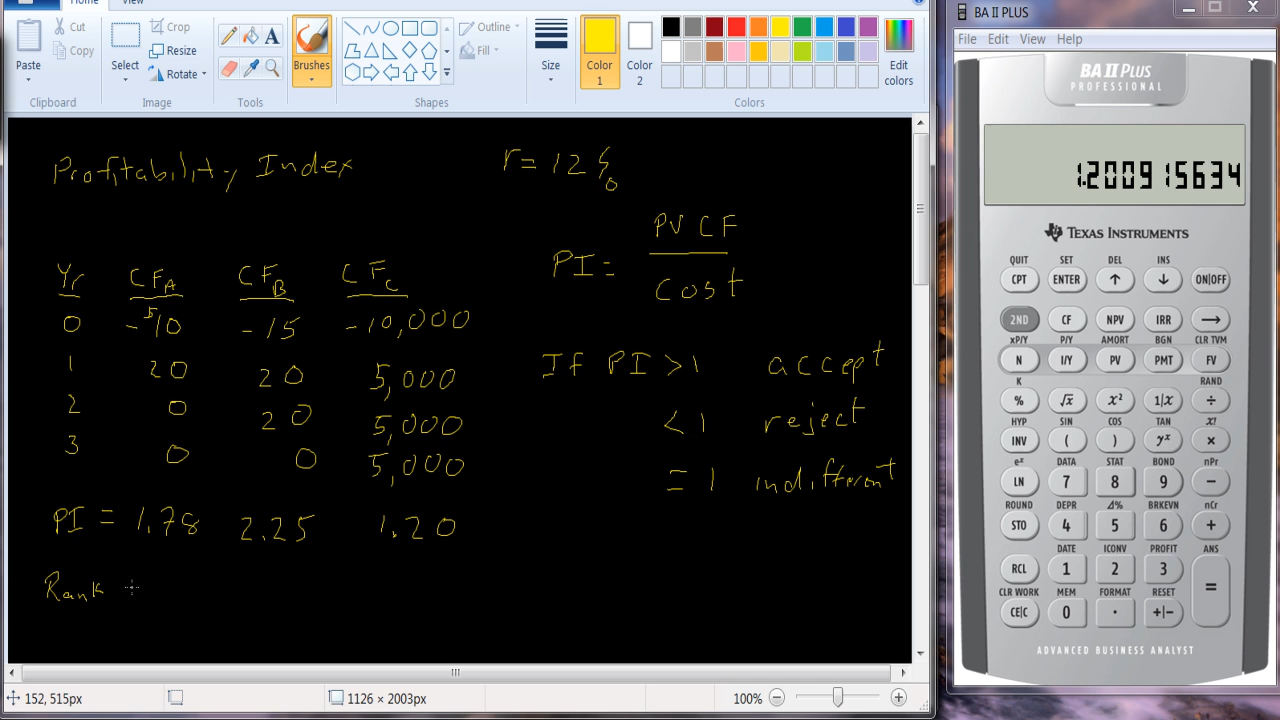 Home
View
Paste
Cut
Copy
Clipboard
Select
Crop
Resize
Rotate
Image
Tools
Brushes
Shapes
Outline
Fill
Size
Color 1
Color 2
Edit colors
Colors
Profitability Index
r = 12%
PI = PV CF
Cost
Yr CFA CFB CFC
0 -$10 -15 -10,000
1 20 20 5,000
2 0 20 5,000
3 0 0 5,000
PI = 1.78 2.25 1.20
Rank
If PI > 1 accept
< 1 reject
= 1 indifferent
152, 515px
1126 × 2003px
100%
BA II PLUS
File Edit View Help
BA II PLUS
PROFESSIONAL
1.200915634
TEXAS INSTRUMENTS
QUIT SET DEL INS
CPT ENTER ↑ ↓ ON|OFF
2ND CF NPV IRR →
xP/Y P/Y AMORT BGN CLR TVM
N I/Y PV PMT FV
K RAND
% √x x² 1/x ÷
HYP SIN COS TAN x!
INV ( ) yˣ ×
eˣ DATA STAT BOND nPr
LN 7 8 9 −
ROUND DEPR Δ% BRKEVN nCr
STO 4 5 6 +
DATE ICONV PROFIT ANS
RCL 1 2 3 =
CLR WORK MEM FORMAT RESET
CE|C 0 . +|−
ADVANCED BUSINESS ANALYST